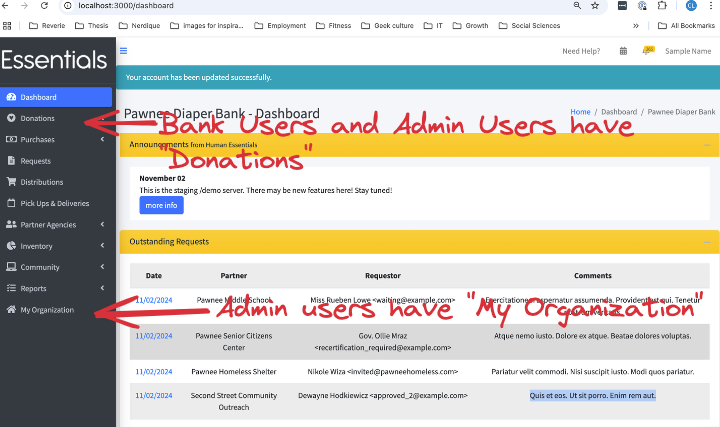 localhost:3000/dashboard
CL
Reverie Thesis Nerdique Images for inspira... Employment Fitness Geek culture IT Growth Social Sciences » All Bookmarks
Essentials
Need Help? Sample Name
Your account has been updated successfully.
Dashboard
Donations
Purchases
Requests
Distributions
Pick Ups & Deliveries
Partner Agencies
Inventory
Community
Reports
My Organization
Pawnee Diaper Bank - Dashboard
Home / Dashboard / Pawnee Diaper Bank
Bank Users and Admin Users have
"Donations"
Announcements from Human Essentials
November 02
This is the staging /demo server. There may be new features here! Stay tuned!
more info
Outstanding Requests
Date Partner Requestor Comments
11/02/2024 Pawnee Middle School Miss Rueben Lowe <waiting@example.com> Exercitationem aspernatur assumenda. Provident qui. Tenetur
Admin users have "My Organization"
11/02/2024 Pawnee Senior Citizens Center Gov. Ollie Mraz <recertification_required@example.com> Atque nemo iusto. Dolore ex atque. Beatae dolores voluptas.
11/02/2024 Pawnee Homeless Shelter Nikole Wiza <invited@pawneehomeless.com> Pariatur velit commodi. Nisi suscipit iusto. Modi quos pariatur.
11/02/2024 Second Street Community Outreach Dewayne Hodkiewicz <approved_2@example.com> Quis et eos. Ut sit porro. Enim rem aut.